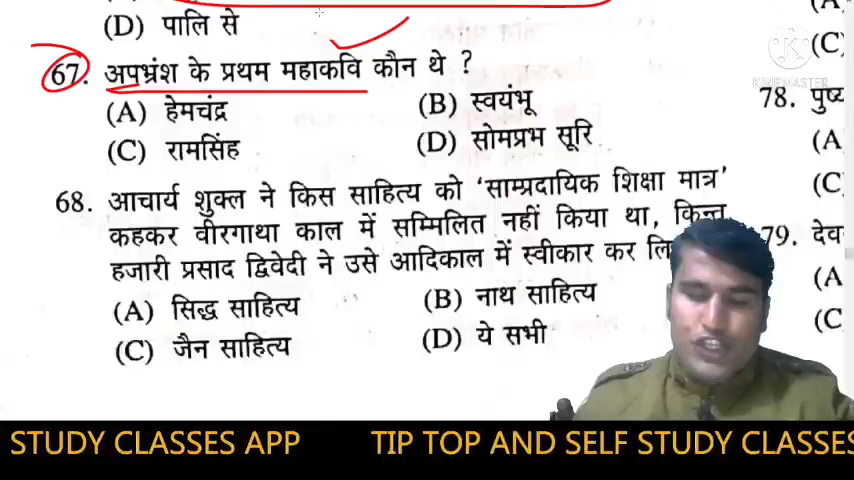 (D) पालि से
67. अपभ्रंश के प्रथम महाकवि कौन थे ?
(A) हेमचंद्र
(B) स्वयंभू
(C) रामसिंह
(D) सोमप्रभ सूरि
68. आचार्य शुक्ल ने किस साहित्य को 'साम्प्रदायिक शिक्षा मात्र'
कहकर वीरगाथा काल में सम्मिलित नहीं किया था, किन्तु
हजारी प्रसाद द्विवेदी ने उसे आदिकाल में स्वीकार कर
(A) सिद्ध साहित्य
(B) नाथ साहित्य
(C) जैन साहित्य
(D) ये सभी
(C)
78.
(A)
(C)
79.
(A
(C
KINEMASTER
STUDY CLASSES APP
TIP TOP AND SELF STUDY CLASSES